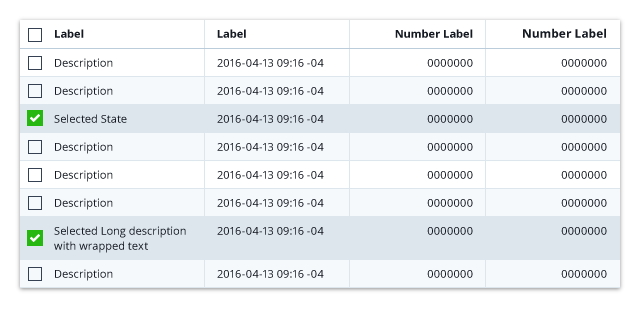 Label Label Number Label Number Label
Description 2016-04-13 09:16 -04 0000000 0000000
Description 2016-04-13 09:16 -04 0000000 0000000
Selected State 2016-04-13 09:16 -04 0000000 0000000
Description 2016-04-13 09:16 -04 0000000 0000000
Description 2016-04-13 09:16 -04 0000000 0000000
Description 2016-04-13 09:16 -04 0000000 0000000
Selected Long description 2016-04-13 09:16 -04 0000000 0000000
with wrapped text
Description 2016-04-13 09:16 -04 0000000 0000000